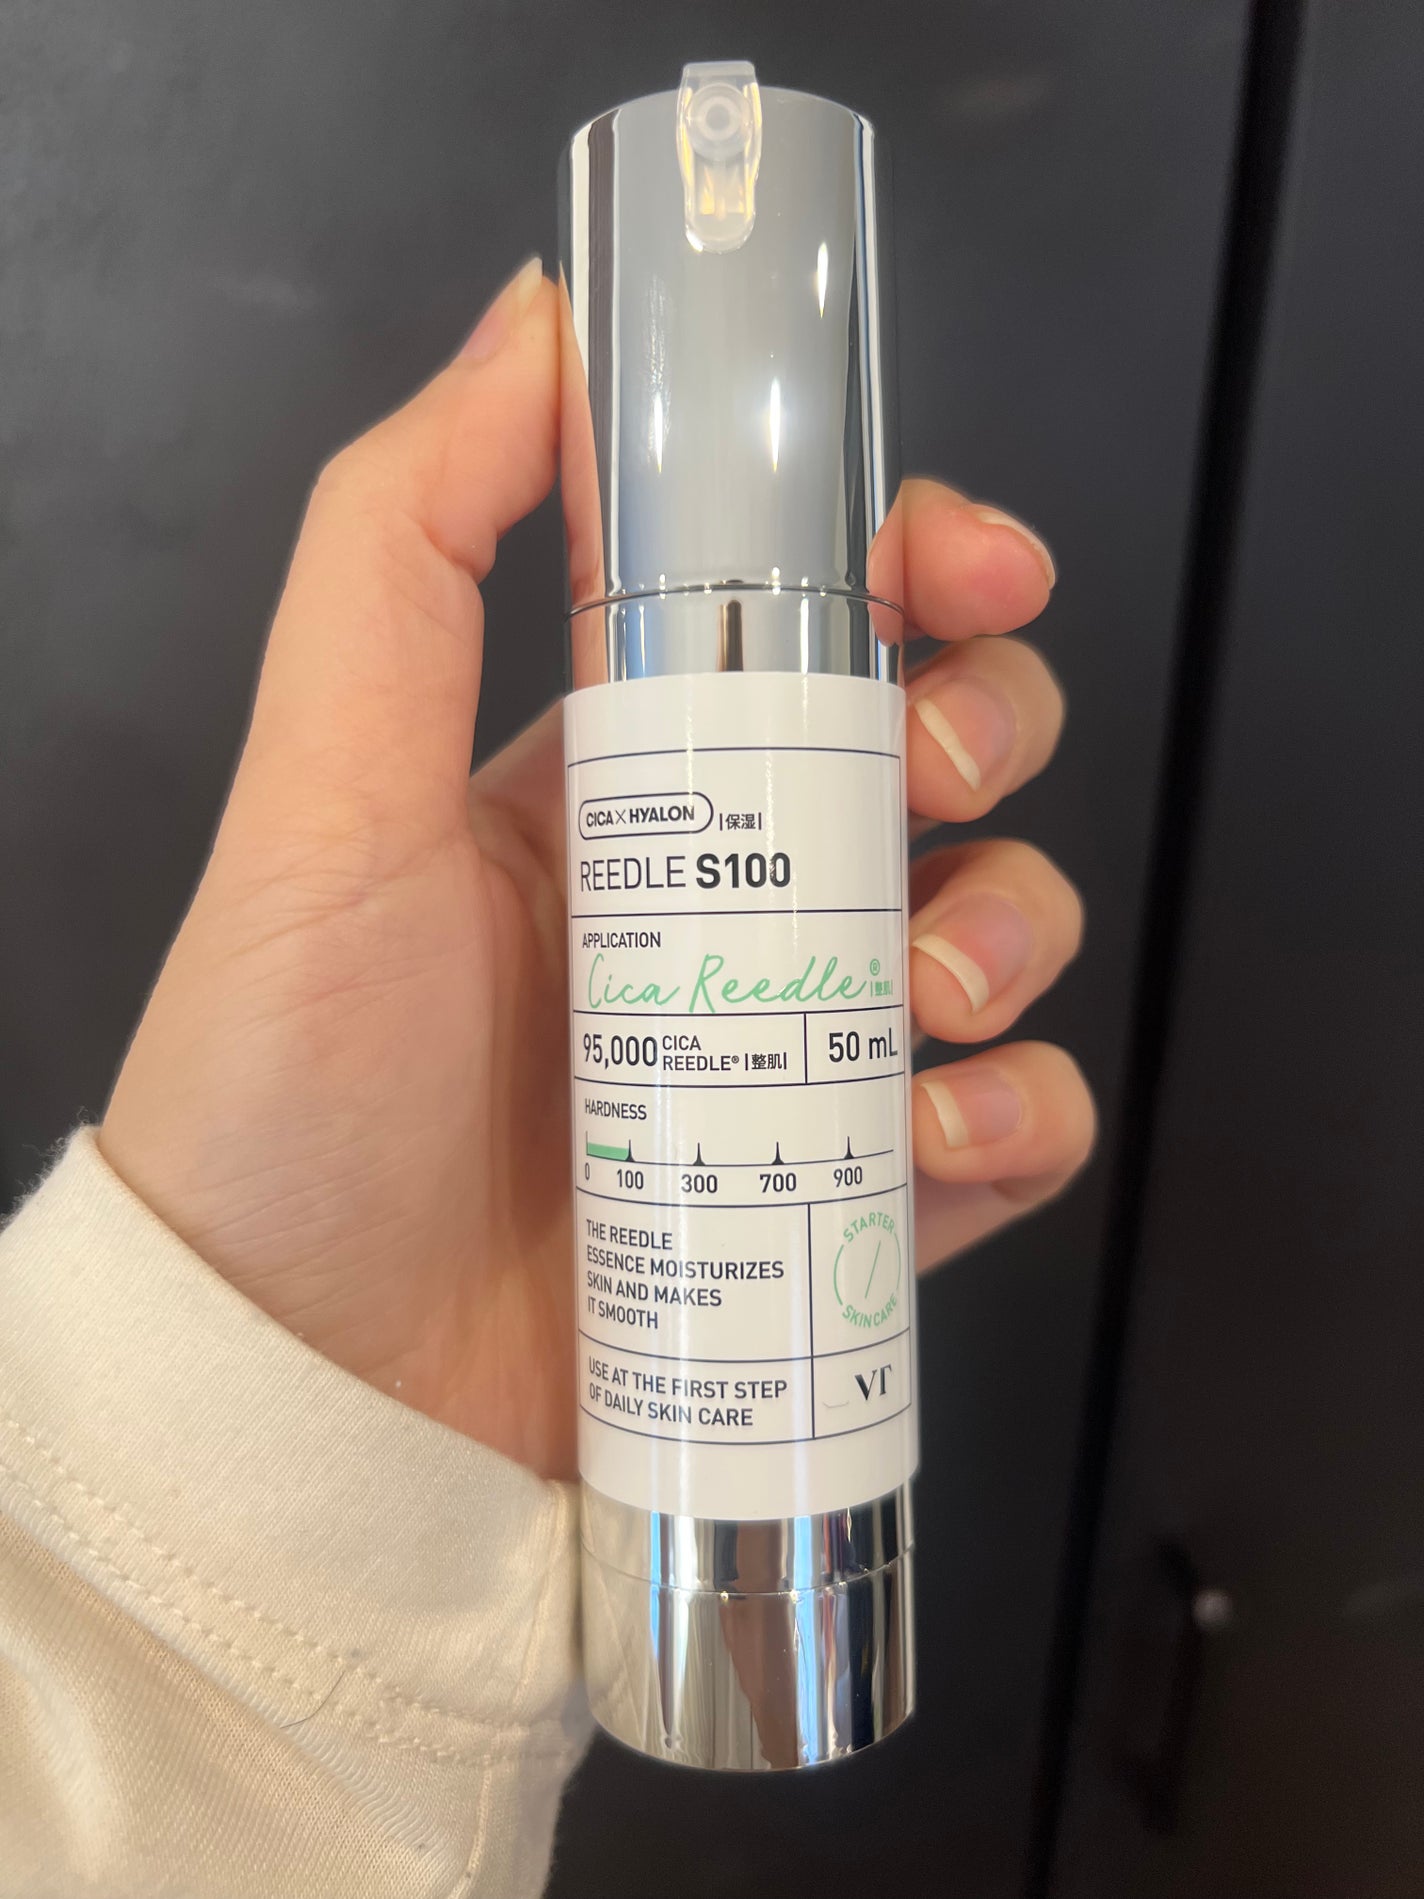 CICA×HYALON |保湿|
REEDLE S100
APPLICATION
Cica Reedle® |整肌|
95,000 CICA
REEDLE® |整肌|
50 mL
HARDNESS
0 100 300 700 900
THE REEDLE
ESSENCE MOISTURIZES
SKIN AND MAKES
IT SMOOTH
STARTER
SKINCARE
USE AT THE FIRST STEP
OF DAILY SKIN CARE
VT